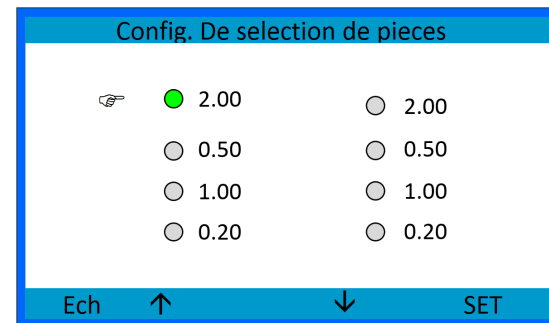 Config. De selection de pieces
2.00 2.00
0.50 0.50
1.00 1.00
0.20 0.20
Ech ↑ ↓ SET